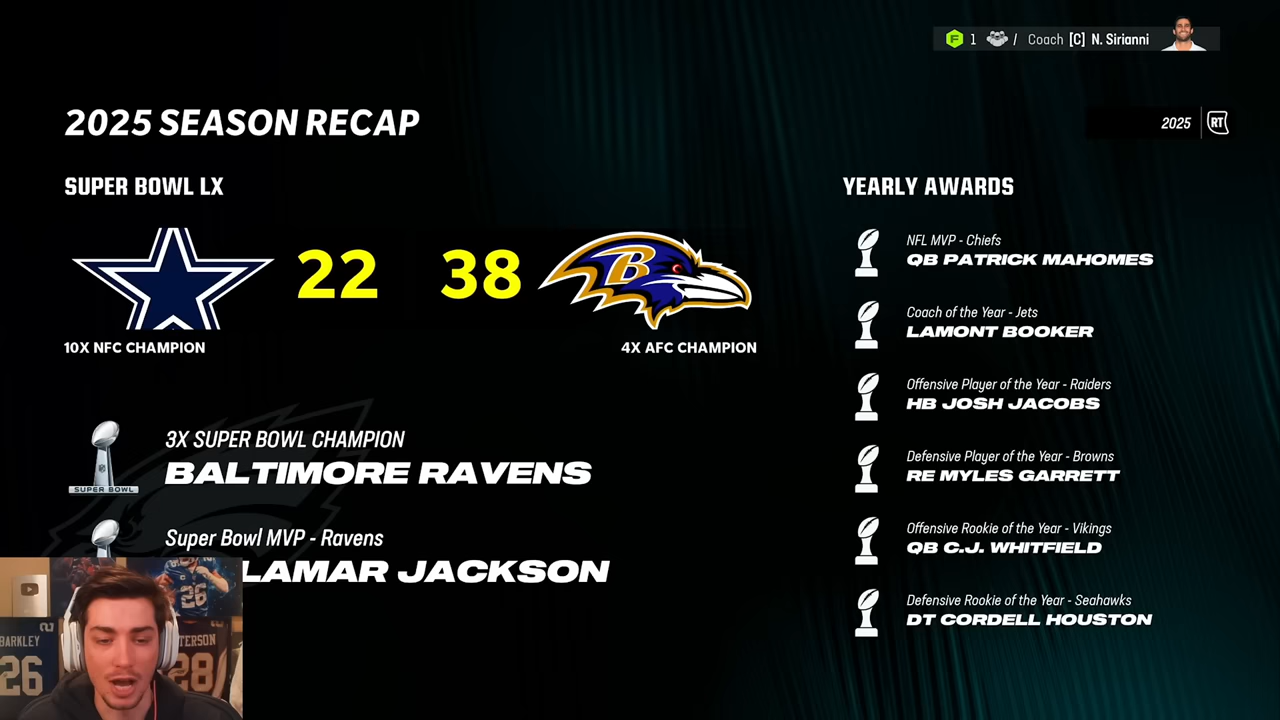 1 / Coach [C] N. Sirianni
2025 SEASON RECAP
2025 RT
SUPER BOWL LX
22 38
B
10X NFC CHAMPION
4X AFC CHAMPION
3X SUPER BOWL CHAMPION
BALTIMORE RAVENS
SUPER BOWL
Super Bowl MVP - Ravens
LAMAR JACKSON
YEARLY AWARDS
NFL MVP - Chiefs
QB PATRICK MAHOMES
Coach of the Year - Jets
LAMONT BOOKER
Offensive Player of the Year - Raiders
HB JOSH JACOBS
Defensive Player of the Year - Browns
RE MYLES GARRETT
Offensive Rookie of the Year - Vikings
QB C.J. WHITFIELD
Defensive Rookie of the Year - Seahawks
DT CORDELL HOUSTON
BARKLEY
26
26
TERSON
28